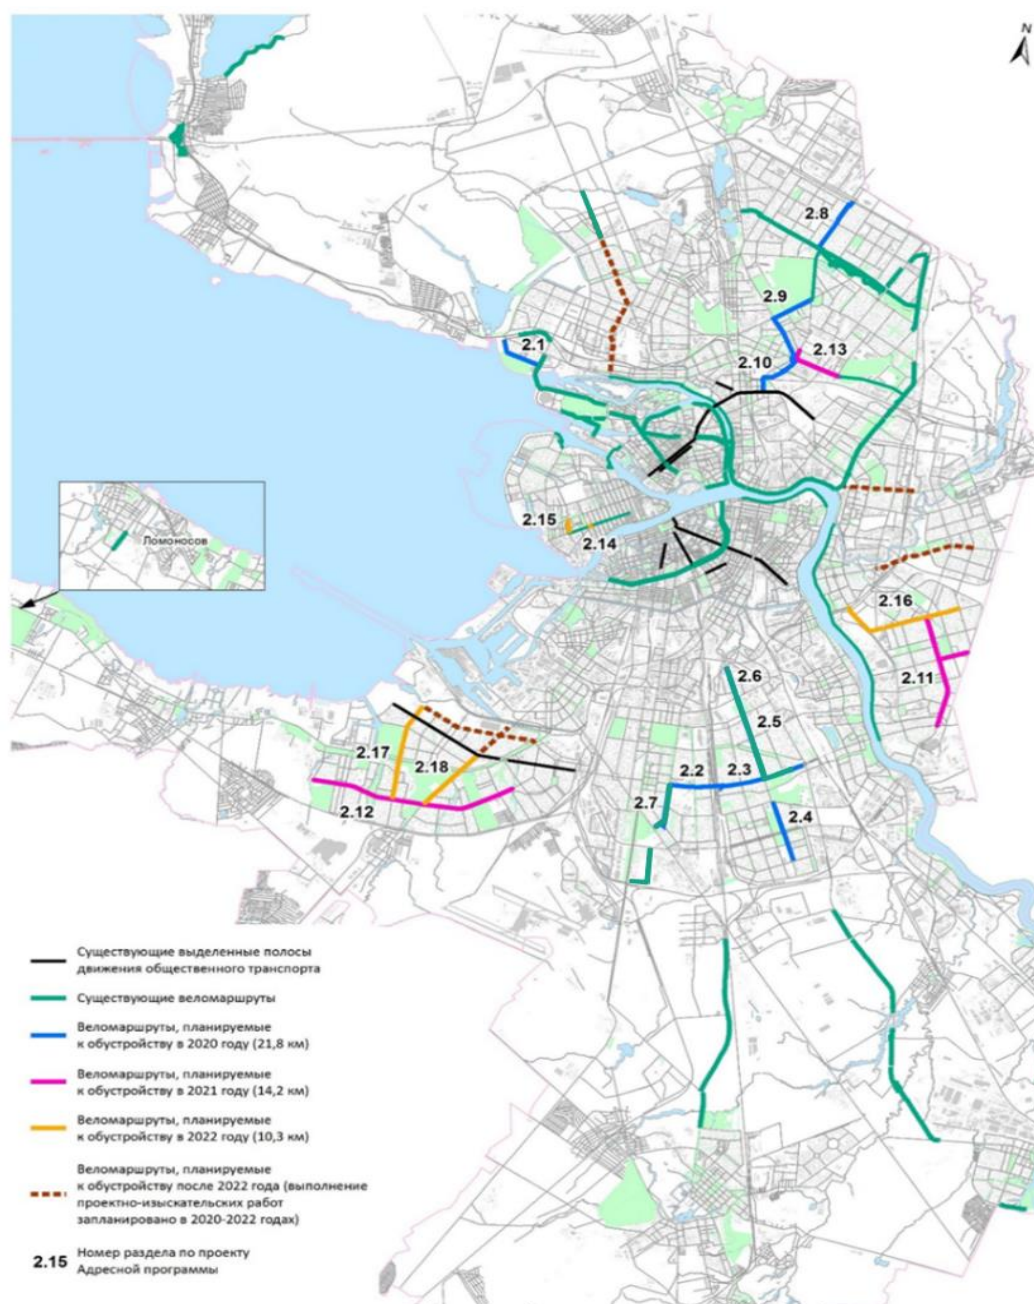 N
2.8
2.9
2.1
2.10
2.13
Ломоносов
2.15
2.14
2.16
2.11
2.6
2.5
2.17
2.18
2.2
2.3
2.12
2.7
2.4
Существующие выделенные полосы
движения общественного транспорта
Существующие веломаршруты
Веломаршруты, планируемые
к обустройству в 2020 году (21,8 км)
Веломаршруты, планируемые
к обустройству в 2021 году (14,2 км)
Веломаршруты, планируемые
к обустройству в 2022 году (10,3 км)
Веломаршруты, планируемые
к обустройству после 2022 года (выполнение
проектно-изыскательских работ
запланировано в 2020-2022 годах)
2.15 Номер раздела по проекту
Адресной программы